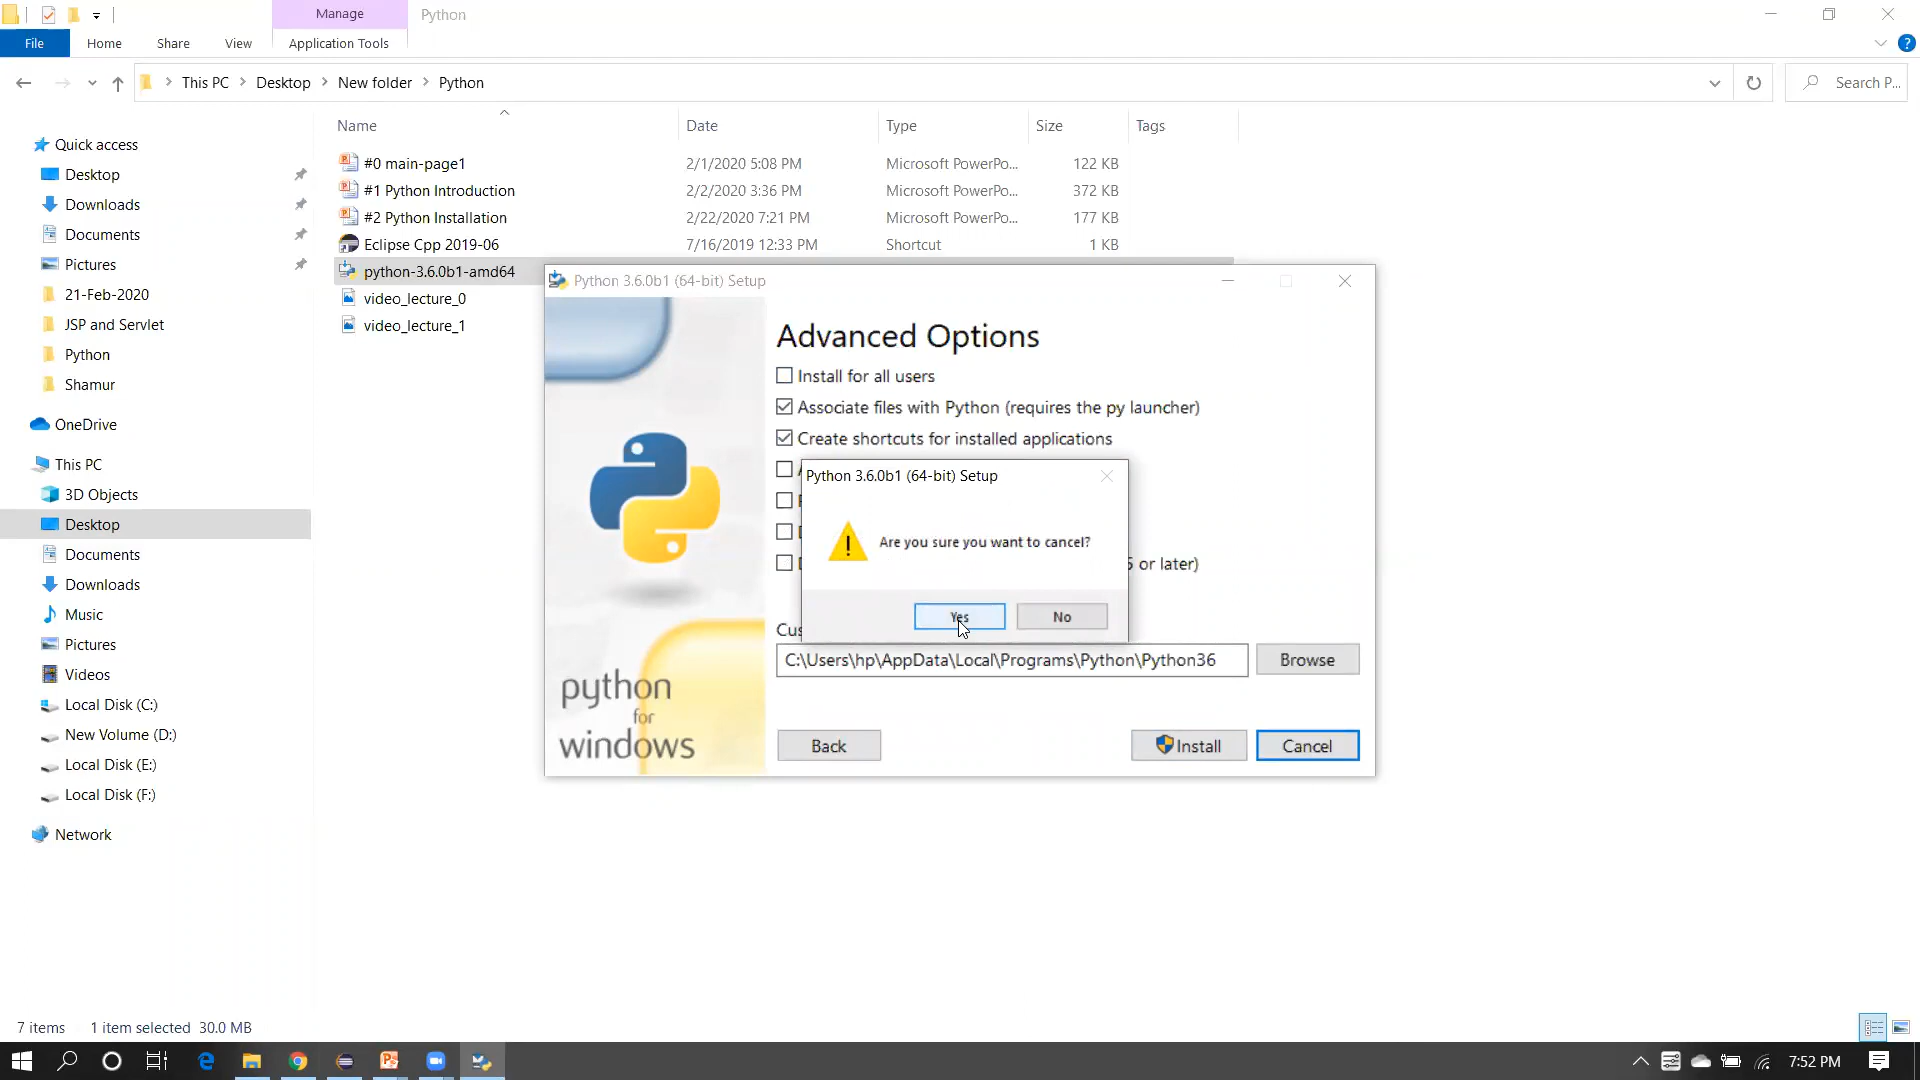 Manage
Python
File
Home
Share
View
Application Tools
This PC
Desktop
New folder
Python
Search P...
Name
Date
Type
Size
Tags
#0 main-page1
2/1/2020 5:08 PM
Microsoft PowerPo...
122 KB
#1 Python Introduction
2/2/2020 3:36 PM
Microsoft PowerPo...
372 KB
#2 Python Installation
2/22/2020 7:21 PM
Microsoft PowerPo...
177 KB
Eclipse Cpp 2019-06
7/16/2019 12:33 PM
Shortcut
1 KB
python-3.6.0b1-amd64
video_lecture_0
video_lecture_1
Quick access
Desktop
Downloads
Documents
Pictures
21-Feb-2020
JSP and Servlet
Python
Shamur
OneDrive
This PC
3D Objects
Desktop
Documents
Downloads
Music
Pictures
Videos
Local Disk (C:)
New Volume (D:)
Local Disk (E:)
Local Disk (F:)
Network
Python 3.6.0b1 (64-bit) Setup
Advanced Options
Install for all users
Associate files with Python (requires the py launcher)
Create shortcuts for installed applications
Python 3.6.0b1 (64-bit) Setup
Are you sure you want to cancel?
Yes
No
or later)
C:\Users\hp\AppData\Local\Programs\Python\Python36
Browse
Back
Install
Cancel
python
for
windows
7 items
1 item selected 30.0 MB
7:52 PM